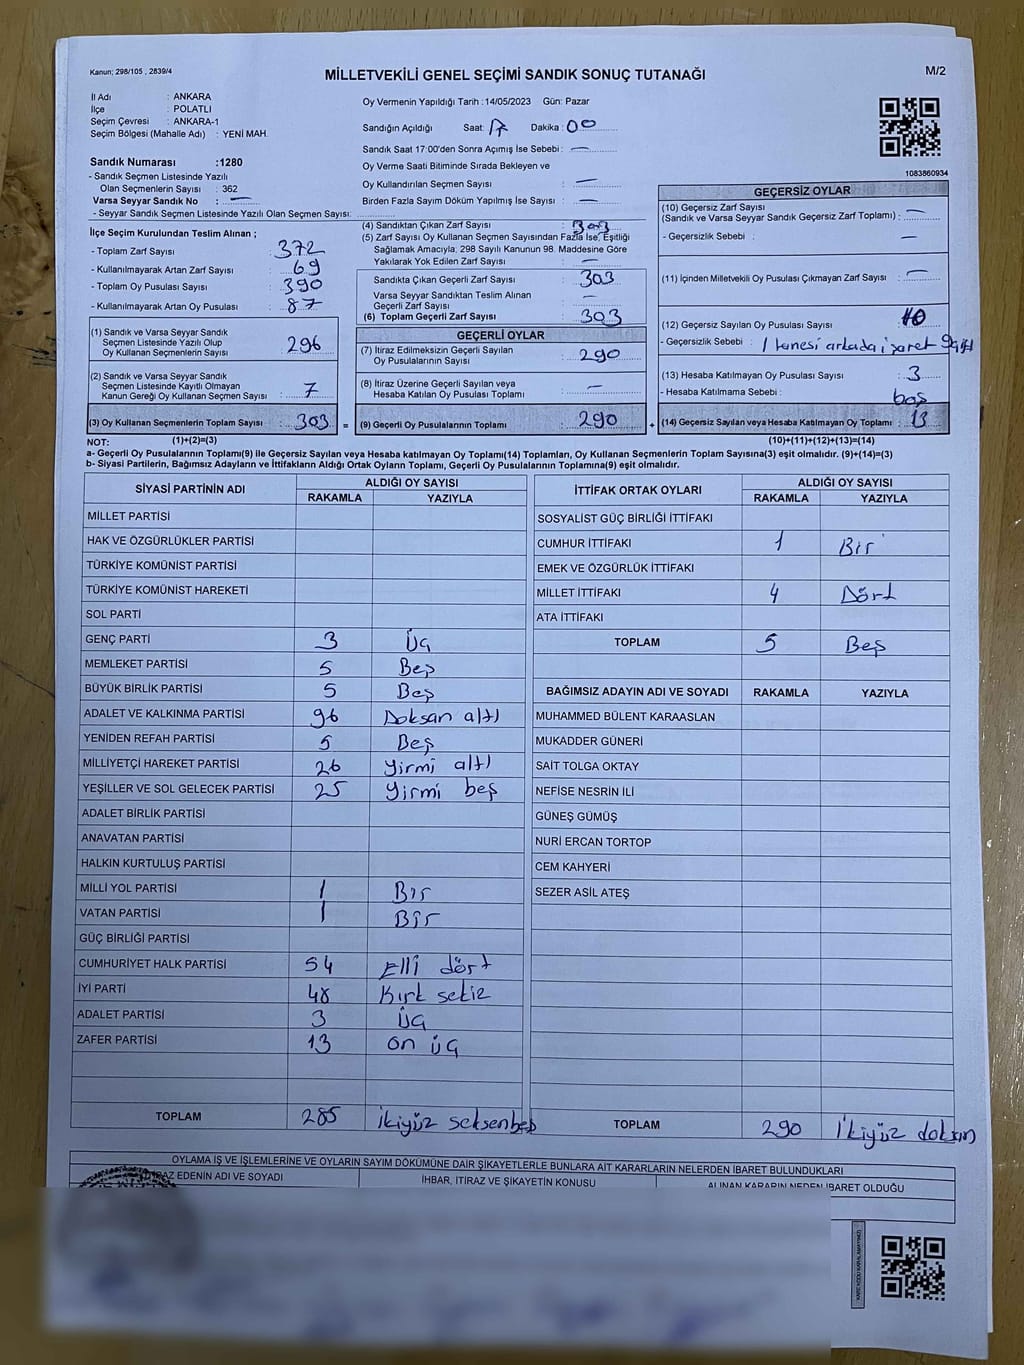 Kanun; 298/105 , 2839/4
MİLLETVEKİLİ GENEL SEÇİMİ SANDIK SONUÇ TUTANAĞI
M/2
İl Adı : ANKARA
İlçe : POLATLI
Seçim Çevresi : ANKARA-1
Seçim Bölgesi (Mahalle Adı) : YENİ MAH.
Sandık Numarası :1280
- Sandık Seçmen Listesinde Yazılı
Olan Seçmenlerin Sayısı : 362
Varsa Seyyar Sandık No : —
- Seyyar Sandık Seçmen Listesinde Yazılı Olan Seçmen Sayısı:
Oy Vermenin Yapıldığı Tarih :14/05/2023 Gün: Pazar
Sandığın Açıldığı Saat: 17 Dakika : 00
Sandık Saat 17:00'den Sonra Açımış İse Sebebi : —
Oy Verme Saati Bitiminde Sırada Bekleyen ve
Oy Kullandırılan Seçmen Sayısı : —
Birden Fazla Sayım Döküm Yapılmış İse Sayısı : —
1083860934
İlçe Seçim Kurulundan Teslim Alınan ;
- Toplam Zarf Sayısı : 372
- Kullanılmayarak Artan Zarf Sayısı : 69
- Toplam Oy Pusulası Sayısı : 390
- Kullanılmayarak Artan Oy Pusulası : 87
(1) Sandık ve Varsa Seyyar Sandık
Seçmen Listesinde Yazılı Olup
Oy Kullanan Seçmenlerin Sayısı : 296
(2) Sandık ve Varsa Seyyar Sandık
Seçmen Listesinde Kayıtlı Olmayan
Kanun Gereği Oy Kullanan Seçmen Sayısı : 7
(3) Oy Kullanan Seçmenlerin Toplam Sayısı : 303 =
(4) Sandıktan Çıkan Zarf Sayısı : 303
(5) Zarf Sayısı Oy Kullanan Seçmen Sayısından Fazla İse, Eşitliği
Sağlamak Amacıyla; 298 Sayılı Kanunun 98. Maddesine Göre
Yakılarak Yok Edilen Zarf Sayısı : —
Sandıkta Çıkan Geçerli Zarf Sayısı : 303
Varsa Seyyar Sandıktan Teslim Alınan
Geçerli Zarf Sayısı : —
(6) Toplam Geçerli Zarf Sayısı : 303
GEÇERLİ OYLAR
(7) İtiraz Edilmeksizin Geçerli Sayılan
Oy Pusulalarının Sayısı : 290
(8) İtiraz Üzerine Geçerli Sayılan veya
Hesaba Katılan Oy Pusulası Toplamı : —
(9) Geçerli Oy Pusulalarının Toplamı : 290 +
GEÇERSİZ OYLAR
(10) Geçersiz Zarf Sayısı
(Sandık ve Varsa Seyyar Sandık Geçersiz Zarf Toplamı) : —
- Geçersizlik Sebebi : —
(11) İçinden Milletvekili Oy Pusulası Çıkmayan Zarf Sayısı : —
(12) Geçersiz Sayılan Oy Pusulası Sayısı : 10
- Geçersizlik Sebebi : 1 tanesi arkada işaret
(13) Hesaba Katılmayan Oy Pusulası Sayısı : 3
- Hesaba Katılmama Sebebi : boş
(14) Geçersiz Sayılan veya Hesaba Katılmayan Oy Toplamı : 13
NOT: (1)+(2)=(3) (10)+(11)+(12)+(13)=(14)
a- Geçerli Oy Pusulalarının Toplamı(9) ile Geçersiz Sayılan veya Hesaba katılmayan Oy Toplamı(14) Toplamları, Oy Kullanan Seçmenlerin Toplam Sayısına(3) eşit olmalıdır. (9)+(14)=(3)
b- Siyasi Partilerin, Bağımsız Adayların ve İttifakların Aldığı Ortak Oyların Toplamı, Geçerli Oy Pusulalarının Toplamına(9) eşit olmalıdır.
SİYASİ PARTİNİN ADI ALDIĞI OY SAYISI
RAKAMLA YAZIYLA
MİLLET PARTİSİ
HAK VE ÖZGÜRLÜKLER PARTİSİ
TÜRKİYE KOMÜNİST PARTİSİ
TÜRKİYE KOMÜNİST HAREKETİ
SOL PARTİ
GENÇ PARTİ 3 Üç
MEMLEKET PARTİSİ 5 Beş
BÜYÜK BİRLİK PARTİSİ 5 Beş
ADALET VE KALKINMA PARTİSİ 96 Doksan altı
YENİDEN REFAH PARTİSİ 5 Beş
MİLLİYETÇİ HAREKET PARTİSİ 26 yirmi altı
YEŞİLLER VE SOL GELECEK PARTİSİ 25 yirmi beş
ADALET BİRLİK PARTİSİ
ANAVATAN PARTİSİ
HALKIN KURTULUŞ PARTİSİ
MİLLİ YOL PARTİSİ 1 Bir
VATAN PARTİSİ 1 Bir
GÜÇ BİRLİĞİ PARTİSİ
CUMHURİYET HALK PARTİSİ 54 Elli dört
İYİ PARTİ 48 Kırk sekiz
ADALET PARTİSİ 3 Üç
ZAFER PARTİSİ 13 on üç
TOPLAM 285 ikiyüz seksenbeş
İTTİFAK ORTAK OYLARI ALDIĞI OY SAYISI
RAKAMLA YAZIYLA
SOSYALİST GÜÇ BİRLİĞİ İTTİFAKI
CUMHUR İTTİFAKI 1 Bir
EMEK VE ÖZGÜRLÜK İTTİFAKI
MİLLET İTTİFAKI 4 Dört
ATA İTTİFAKI
TOPLAM 5 Beş
BAĞIMSIZ ADAYIN ADI VE SOYADI RAKAMLA YAZIYLA
MUHAMMED BÜLENT KARAASLAN
MUKADDER GÜNERİ
SAİT TOLGA OKTAY
NEFİSE NESRİN İLİ
GÜNEŞ GÜMÜŞ
NURİ ERCAN TORTOP
CEM KAHYERİ
SEZER ASİL ATEŞ
TOPLAM 290 İkiyüz doksan
OYLAMA İŞ VE İŞLEMLERİNE VE OYLARIN SAYIM DÖKÜMÜNE DAİR ŞİKAYETLERLE BUNLARA AİT KARARLARIN NELERDEN İBARET BULUNDUKLARI
EDENİN ADI VE SOYADI İHBAR, İTİRAZ VE ŞİKAYETİN KONUSU ALINAN KARARIN NEDEN İBARET OLDUĞU